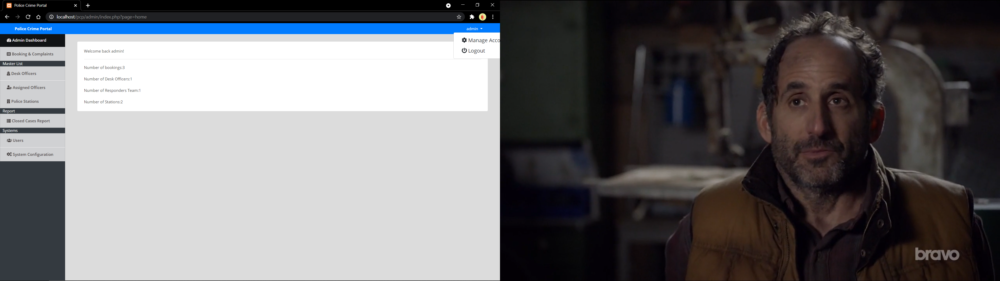 Police Crime Portal
localhost/pcp/admin/index.php?page=home
Police Crime Portal
admin
Admin Dashboard
Manage Acco
Logout
Booking & Complaints
Master List
Desk Officers
Assigned Officers
Police Stations
Report
Closed Cases Report
Systems
Users
System Configuration
Welcome back admin!
Number of bookings:3
Number of Desk Officers:1
Number of Responders Team:1
Number of Stations:2
bravo